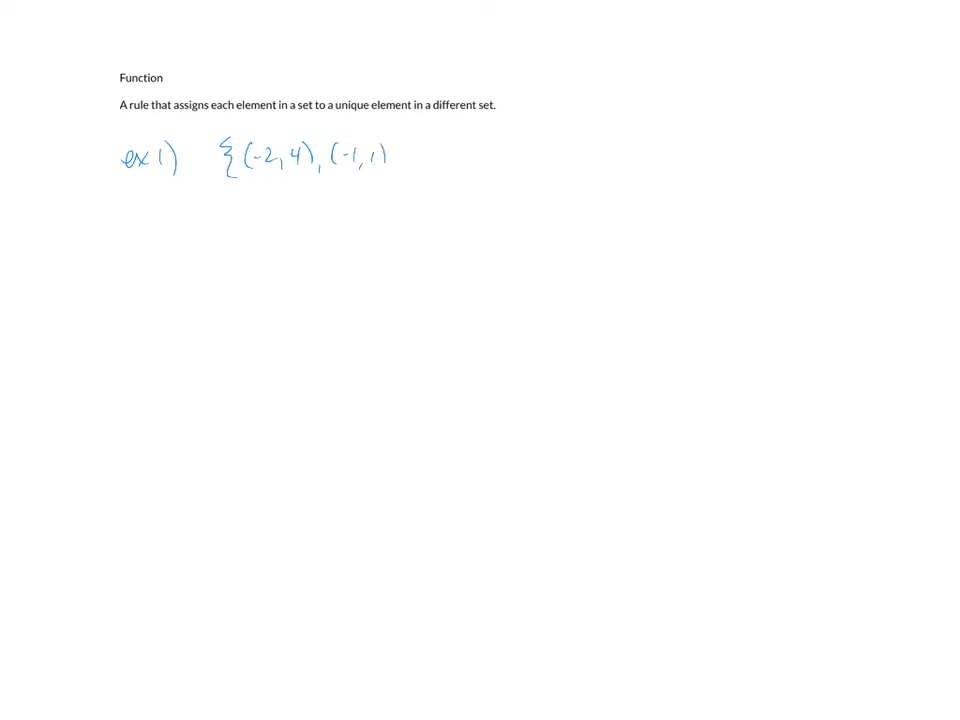 Function
A rule that assigns each element in a set to a unique element in a different set.
ex 1) {(-2, 4), (-1, 1)